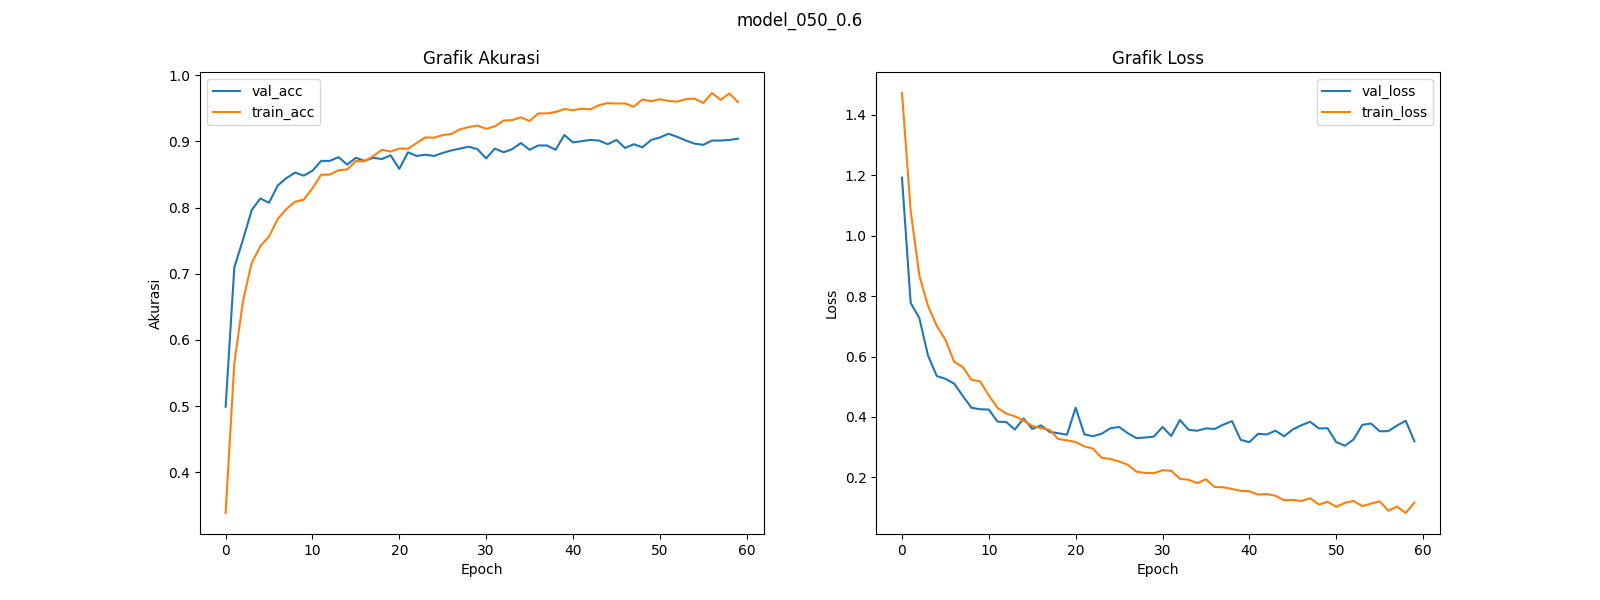 model_050_0.6
Grafik Akurasi
val_acc
train_acc
1.0
0.9
0.8
0.7
0.6
0.5
0.4
Akurasi
0 10 20 30 40 50 60
Epoch
Grafik Loss
val_loss
train_loss
1.4
1.2
1.0
0.8
0.6
0.4
0.2
Loss
0 10 20 30 40 50 60
Epoch